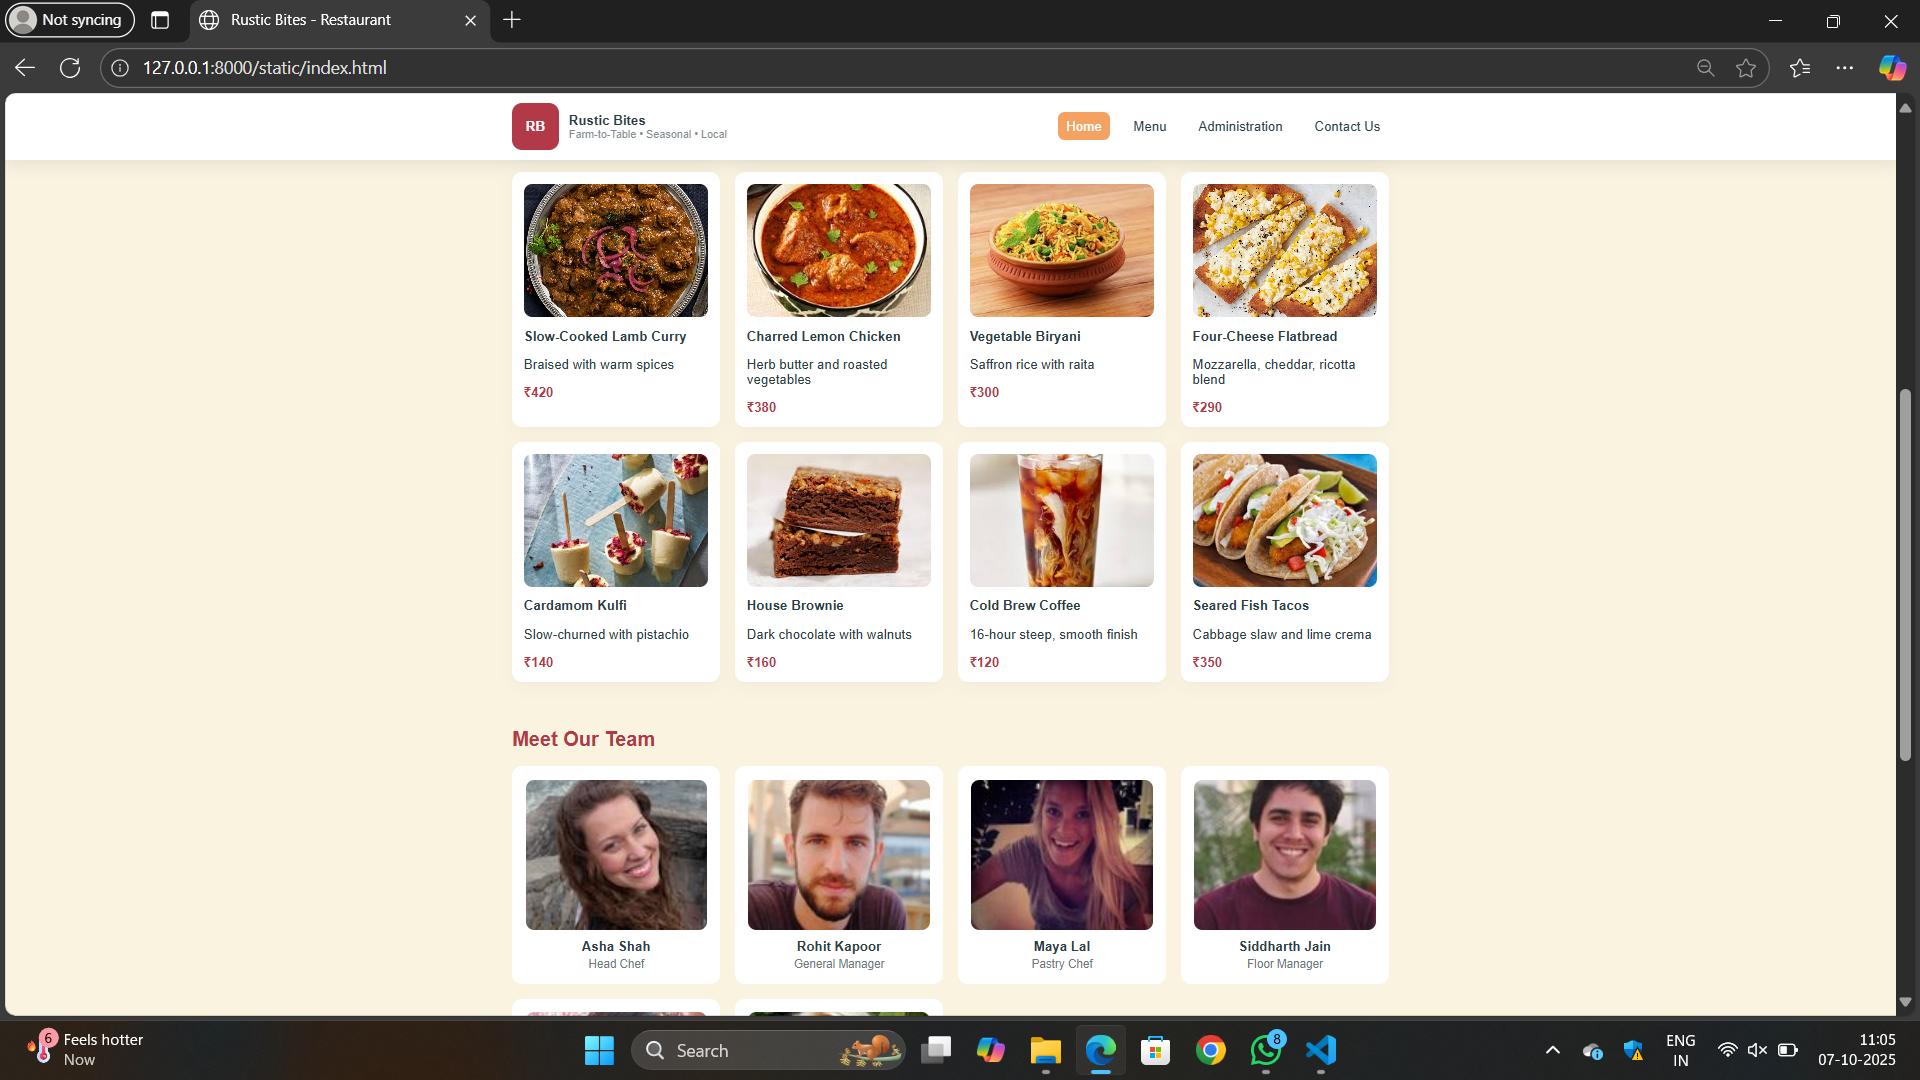 Not syncing
Rustic Bites - Restaurant
127.0.0.1:8000/static/index.html
RB
Rustic Bites
Farm-to-Table • Seasonal • Local
Home
Menu
Administration
Contact Us
Slow-Cooked Lamb Curry
Braised with warm spices
₹420
Charred Lemon Chicken
Herb butter and roasted
vegetables
₹380
Vegetable Biryani
Saffron rice with raita
₹300
Four-Cheese Flatbread
Mozzarella, cheddar, ricotta
blend
₹290
Cardamom Kulfi
Slow-churned with pistachio
₹140
House Brownie
Dark chocolate with walnuts
₹160
Cold Brew Coffee
16-hour steep, smooth finish
₹120
Seared Fish Tacos
Cabbage slaw and lime crema
₹350
Meet Our Team
Asha Shah
Head Chef
Rohit Kapoor
General Manager
Maya Lal
Pastry Chef
Siddharth Jain
Floor Manager
6
Feels hotter
Now
Search
8
ENG
IN
11:05
07-10-2025